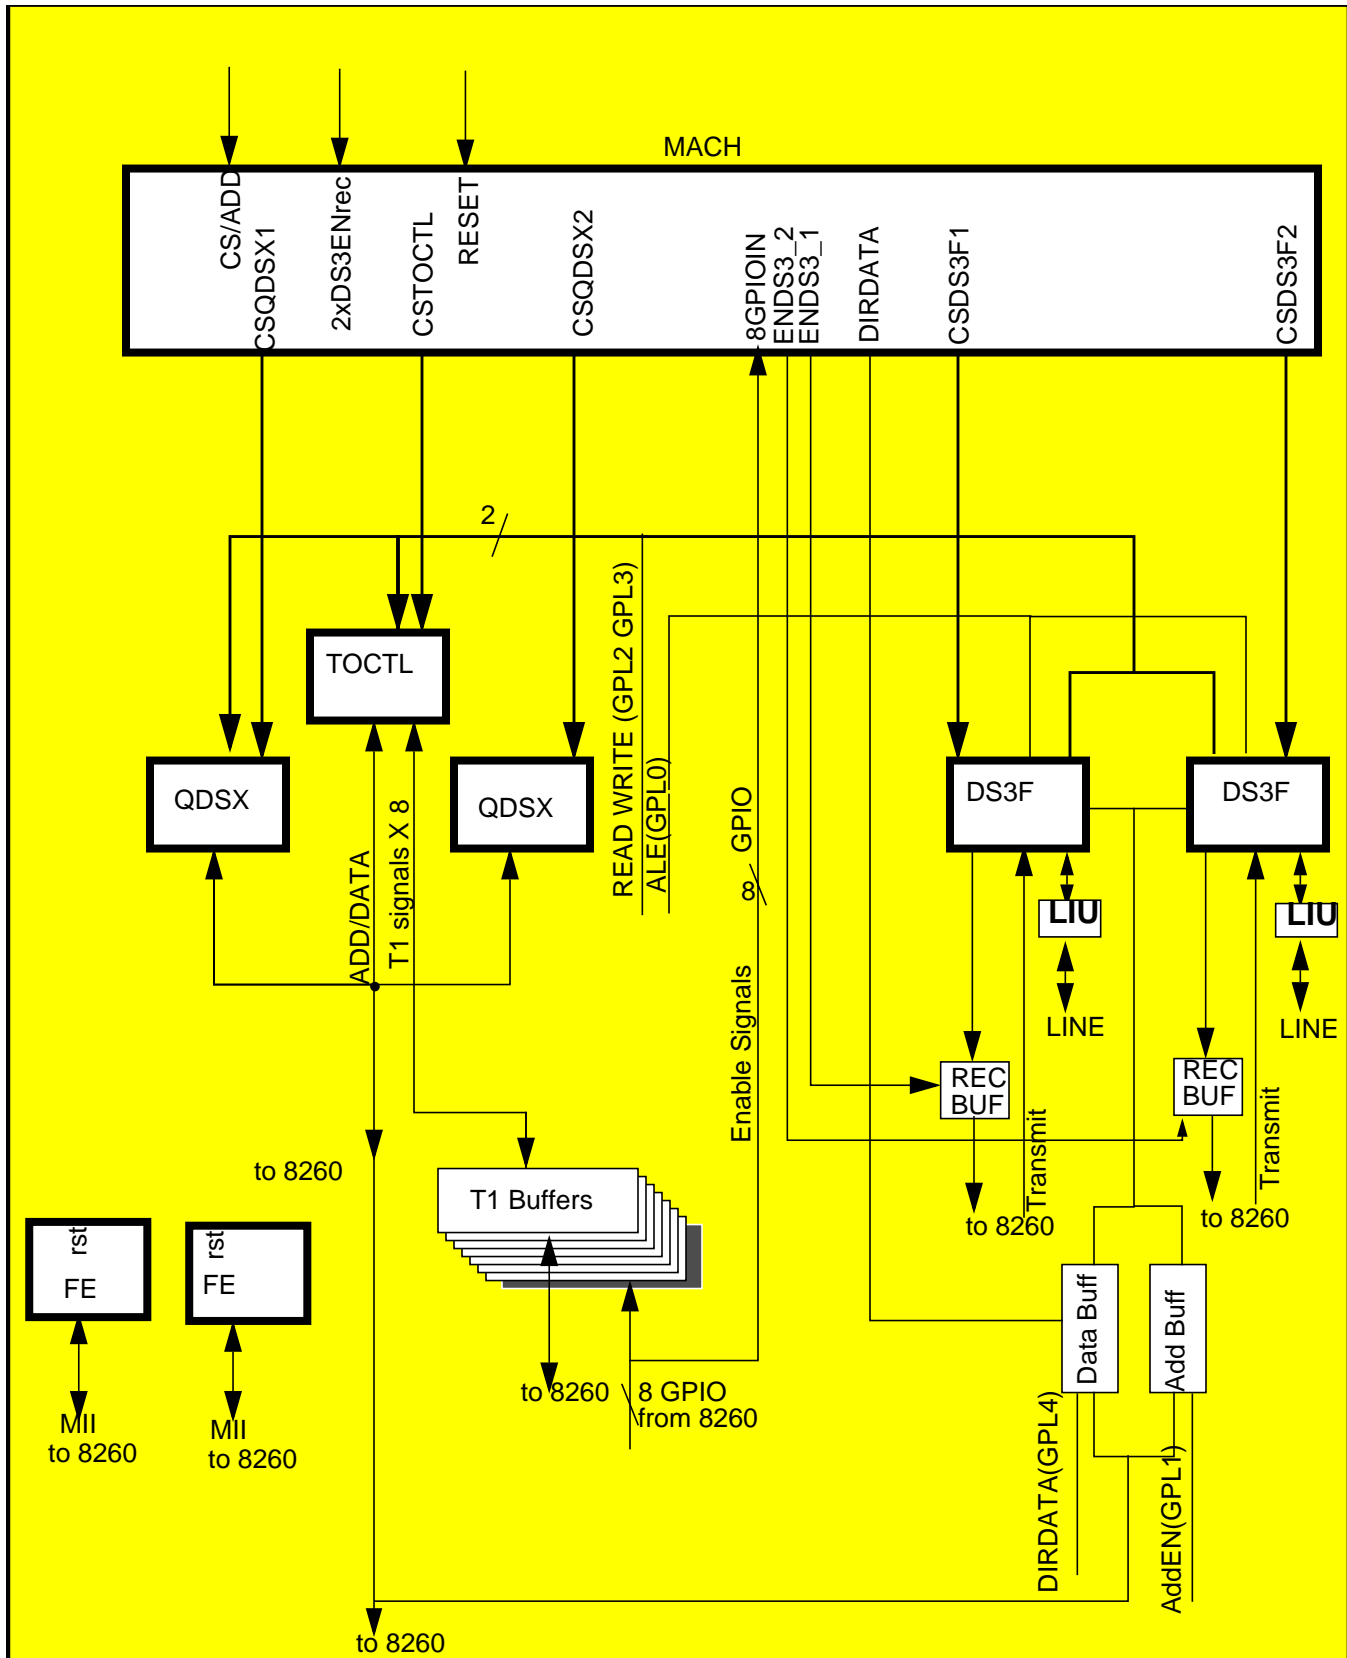 MACH
CS/ADD
CSQDSX1
2xDS3ENrec
CSTOCTL
RESET
CSQDSX2
8GPIOIN
ENDS3_2
ENDS3_1
DIRDATA
CSDS3F1
CSDS3F2
2
READ WRITE (GPL2 GPL3)
ALE(GPL0)
TOCTL
QDSX
QDSX
DS3F
DS3F
ADD/DATA
T1 signals X 8
8
GPIO
Enable Signals
LIU
LIU
LINE
LINE
REC
BUF
REC
BUF
Transmit
Transmit
to 8260
to 8260
to 8260
T1 Buffers
rst
FE
rst
FE
Data Buff
Add Buff
MII
to 8260
MII
to 8260
to 8260
8 GPIO
from 8260
DIRDATA(GPL4)
AddEN(GPL1)
to 8260